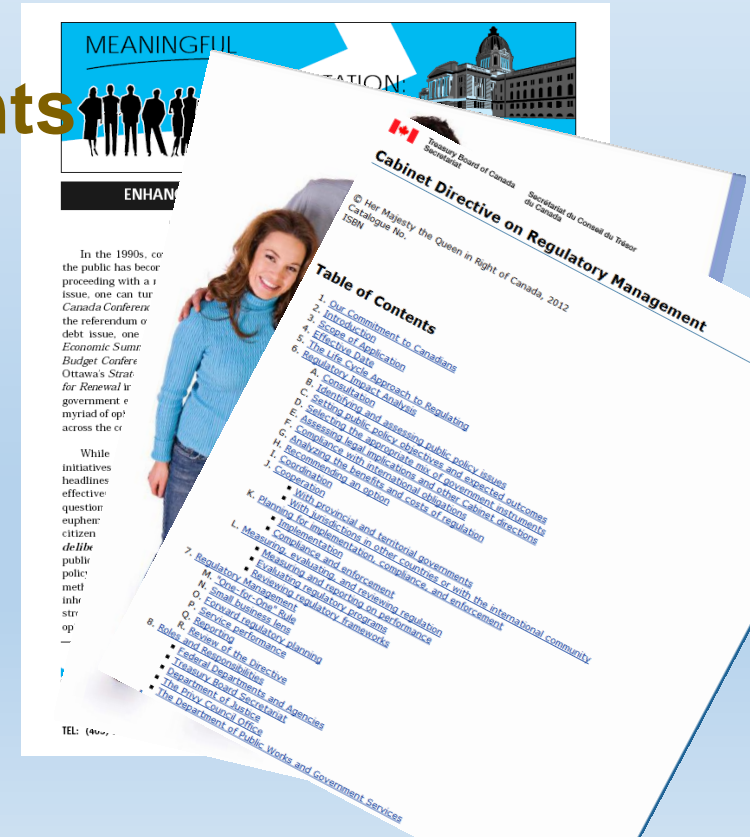 nts
MEANINGFUL
TATION:
ENHAN
In the 1990s, co
the public has becor
proceeding with a
issue, one can tur
Canada Conferenc
the referendum o
debt issue, one
Economic Sum
Budget Confere
Ottawa's Strat
for Renewal ir
government e
myriad of op
across the co
While
initiatives
headlines
effective
question
euphem
citizen
delibe
public
policy
meth
inhe
stra
op
TEL: (403)
Treasury Board of Canada
Secretariat
Secrétariat du Conseil du Trésor
du Canada
Cabinet Directive on Regulatory Management
© Her Majesty the Queen in Right of Canada, 2012
Catalogue No.
ISBN
Table of Contents
1. Our Commitment to Canadians
2. Introduction
3. Scope of Application
4. Effective Date
5. The Life Cycle Approach to Regulating
6. Regulatory Impact Analysis
A. Consultation
B. Identifying and assessing public policy issues
C. Setting public policy objectives and expected outcomes
D. Selecting the appropriate mix of government instruments
E. Assessing legal implications and other Cabinet directions
F. Compliance with international obligations
G. Analyzing the benefits and costs of regulation
H. Recommending an option
I. Coordination
J. Cooperation
▪ With provincial and territorial governments
▪ With jurisdictions in other countries or with the international community
K. Planning for implementation, compliance, and enforcement
▪ Implementation
▪ Compliance and enforcement
L. Measuring, evaluating, and reviewing regulation
▪ Measuring and reporting on performance
▪ Evaluating regulatory programs
▪ Reviewing regulatory frameworks
7. Regulatory Management
M. "One-for-One" Rule
N. Small business lens
O. Forward regulatory planning
P. Service performance
Q. Reporting
R. Review of the Directive
8. Roles and Responsibilities
▪ Federal Departments and Agencies
▪ Treasury Board Secretariat
▪ Department of Justice
▪ The Privy Council Office
▪ The Department of Public Works and Government Services